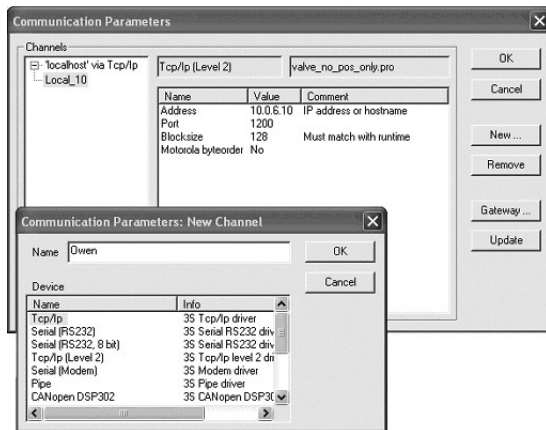 Communication Parameters
Channels
'localhost' via Tcp/Ip
Local_10
Tcp/Ip (Level 2)
valve_no_pos_only.pro
Name Value Comment
Address 10.0.6.10 IP address or hostname
Port 1200
Blocksize 128 Must match with runtime
Motorola byteorder No
OK
Cancel
New ...
Remove
Gateway ...
Update
Communication Parameters: New Channel
Name Owen
OK
Cancel
Device
Name Info
Tcp/Ip 3S Tcp/Ip driver
Serial (RS232) 3S Serial RS232 driv
Serial (RS232, 8 bit) 3S Serial RS232 driv
Tcp/Ip (Level 2) 3S Tcp/Ip level 2 dri
Serial (Modem) 3S Modem driver
Pipe 3S Pipe driver
CANopen DSP302 3S CANopen DSP3(